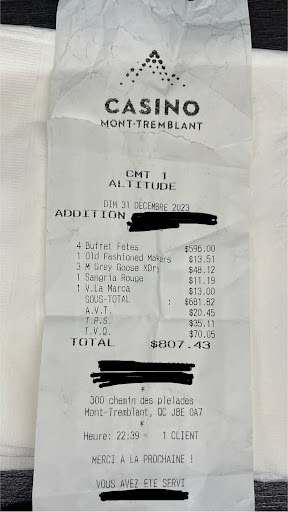 CASINO
MONT-TREMBLANT
CMT 1
ALTITUDE
DIM 31 DECEMBRE 2023
ADDITION
4 Buffet Fetes $596.00
1 Old Fashioned Makers $13.51
3 M Grey Goose XDry $48.12
1 Sangria Rouge $11.19
1 V.La Marca $13.00
SOUS-TOTAL : $681.82
A.V.T. $20.45
T.P.S. $35.11
T.V.Q. $70.05
TOTAL $807.43
*
300 chemin des pleiades
Mont-Tremblant, QC J8E 0A7
*
Heure: 22:39 - 1 CLIENT
MERCI A LA PROCHAINE !
VOUS AVEZ ETE SERVI